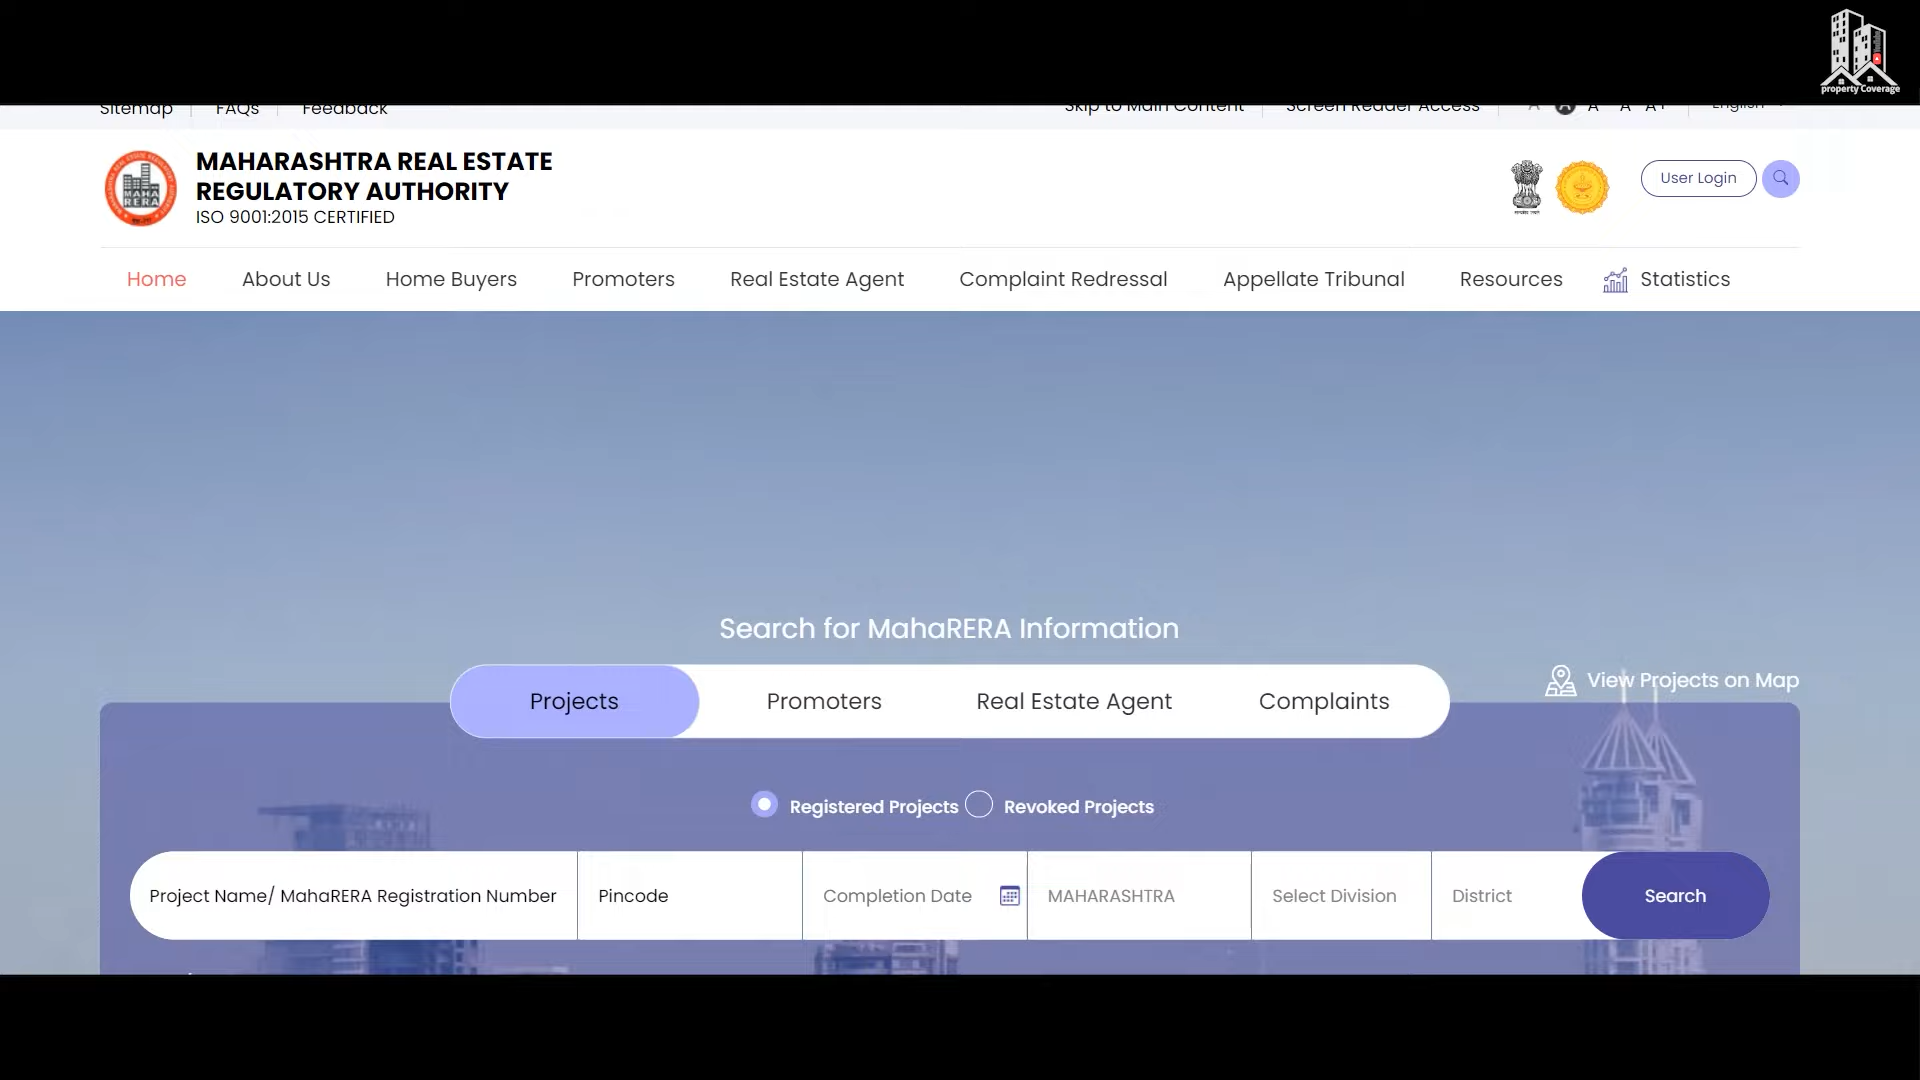 property Coverage
Sitemap
FAQs
Feedback
Skip to Main Content
Screen Reader Access
A
A
A
A
A+
English
MAHA
RERA
MAHARASHTRA REAL ESTATE
REGULATORY AUTHORITY
ISO 9001:2015 CERTIFIED
User Login
Home
About Us
Home Buyers
Promoters
Real Estate Agent
Complaint Redressal
Appellate Tribunal
Resources
Statistics
Search for MahaRERA Information
View Projects on Map
Projects
Promoters
Real Estate Agent
Complaints
Registered Projects
Revoked Projects
Project Name/ MahaRERA Registration Number
Pincode
Completion Date
MAHARASHTRA
Select Division
District
Search